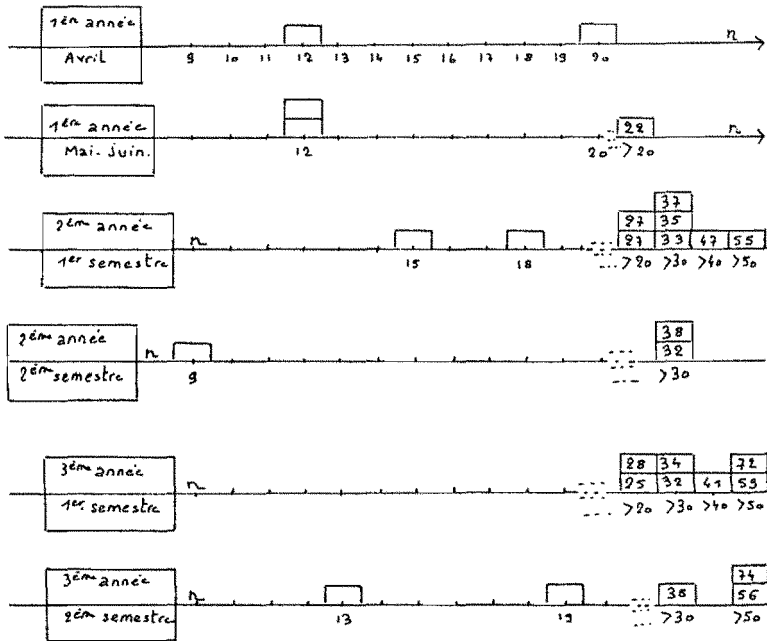 1ère année
n
Avril
9 10 11 12 13 14 15 16 17 18 19 20
1ère année
22
n
Mai-Juin.
12 20 >20
37
2ème année
n
27 35
27 33 47 55
1er semestre
15 18 >20 >30 >40 >50
2ème année
n
38
32
2ème semestre
9 >30
3ème année
n
28 34 72
25 32 41 59
1er semestre
>20 >30 >40 >50
3ème année
n
74
38 56
2ème semestre
13 19 >30 >50